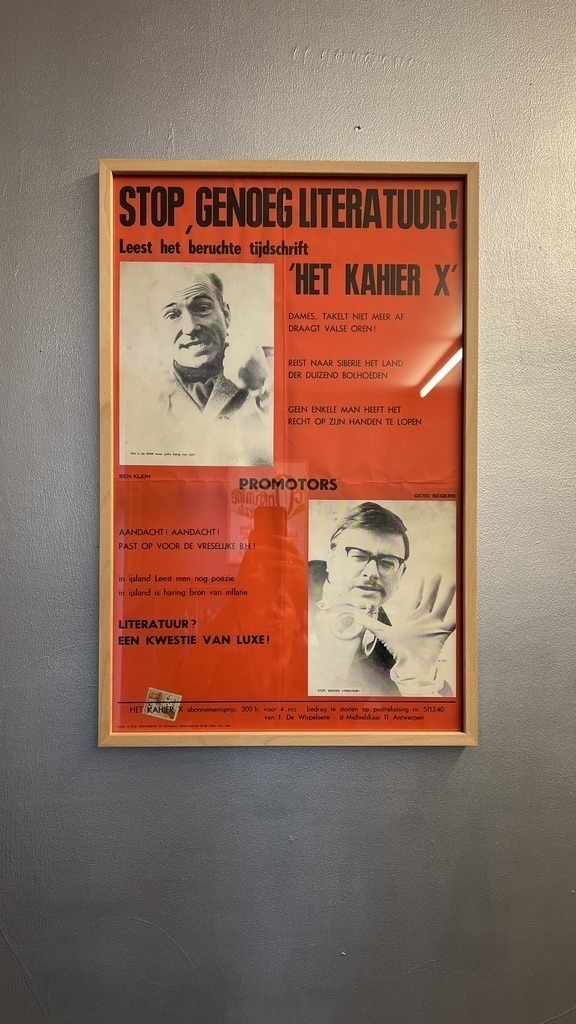 STOP, GENOEG LITERATUUR!
Leest het beruchte tijdschrift
'HET KAHIER X'
DAMES.. TAKELT NIET MEER AF
DRAAGT VALSE OREN!
REIST NAAR SIBERIE HET LAND
DER DUIZEND BOLHOEDEN
GEEN ENKELE MAN HEEFT HET
RECHT OP ZIJN HANDEN TE LOPEN
BEN KLEIN
PROMOTORS
GERD SEGERS
AANDACHT! AANDACHT!
PAST OP VOOR DE VRESELIJKE B.H.!
in ijsland Leest men nog poëzie
in ijsland is haring bron van inflatie
LITERATUUR?
EEN KWESTIE VAN LUXE!
STOP, GENOEG LITERATUUR!
HET KAHIER X abonnementsprijs 200 fr voor 4 nrs - bedrag te storten op postrekening nr. 5113.40
van F. De Wispelaere - st-Michielskaai 11 Antwerpen